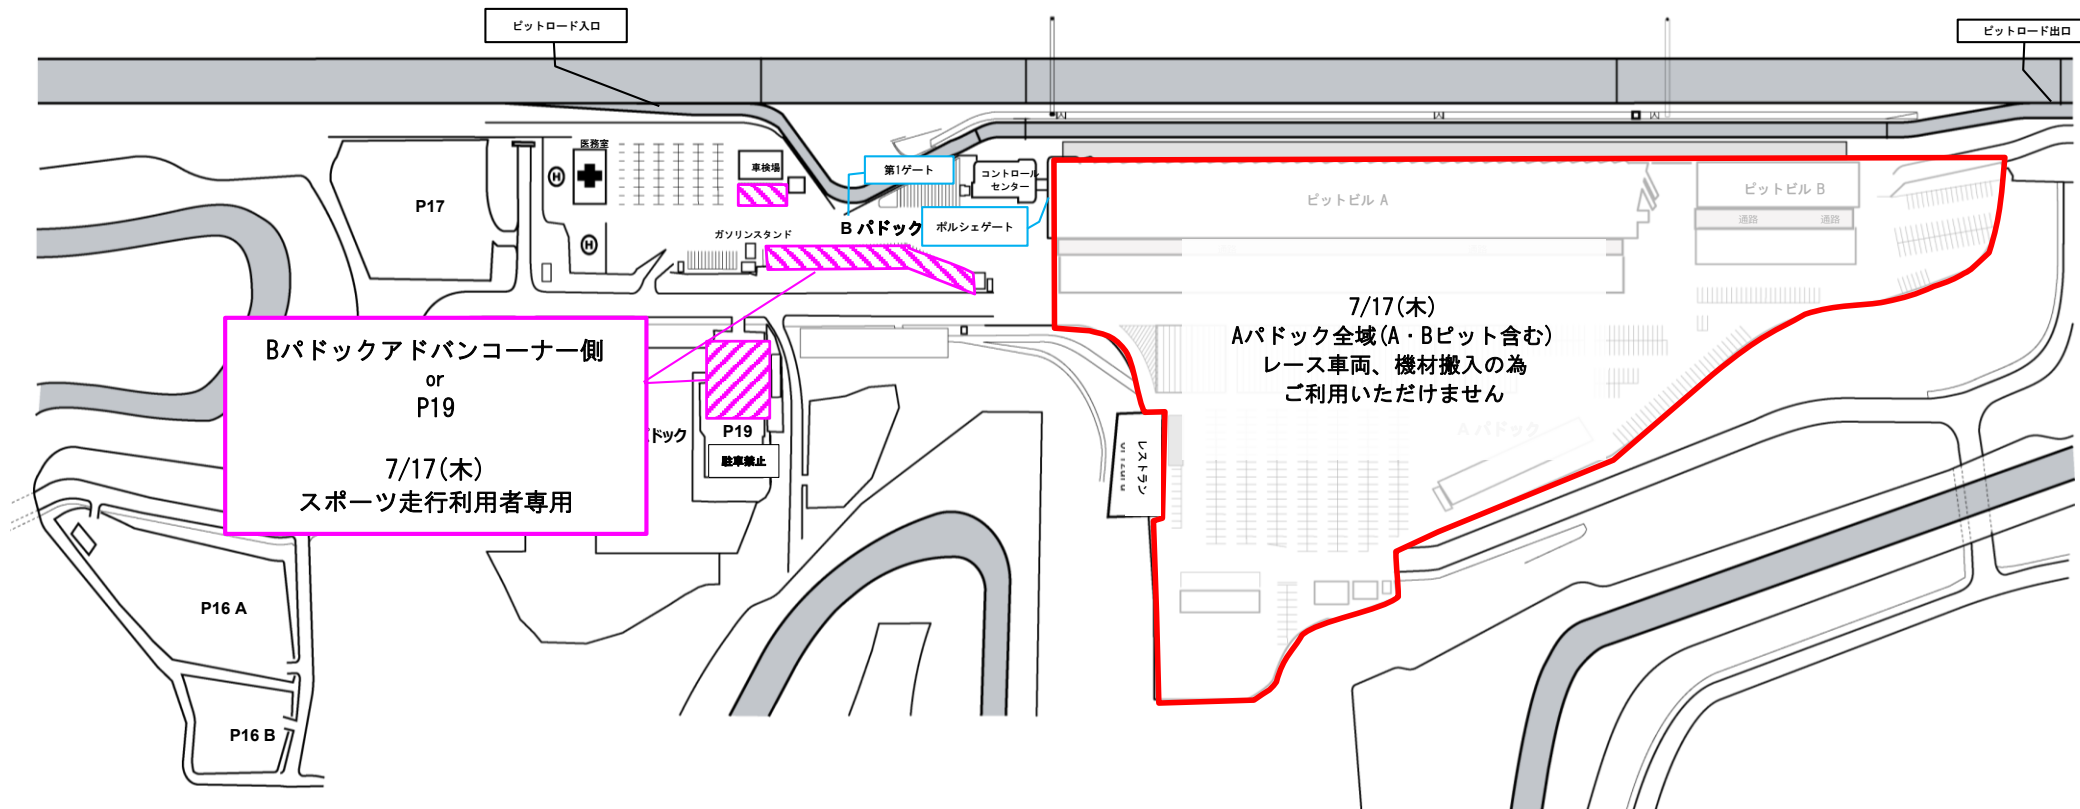 ピットロード入口
ピットロード出口
医務室
車検場
第1ゲート
コントロール
センター
ピットビル A
ピットビル B
通路
通路
P17
ガソリンスタンド
B パドック
ポルシェゲート
7/17(木)
Aパドック全域(A・Bピット含む)
レース車両、機材搬入の為
ご利用いただけません
Bパドックアドバンコーナー側
or
P19
7/17(木)
スポーツ走行利用者専用
ドック
P19
駐車禁止
レストラン
A パドック
P16 A
P16 B
H
H